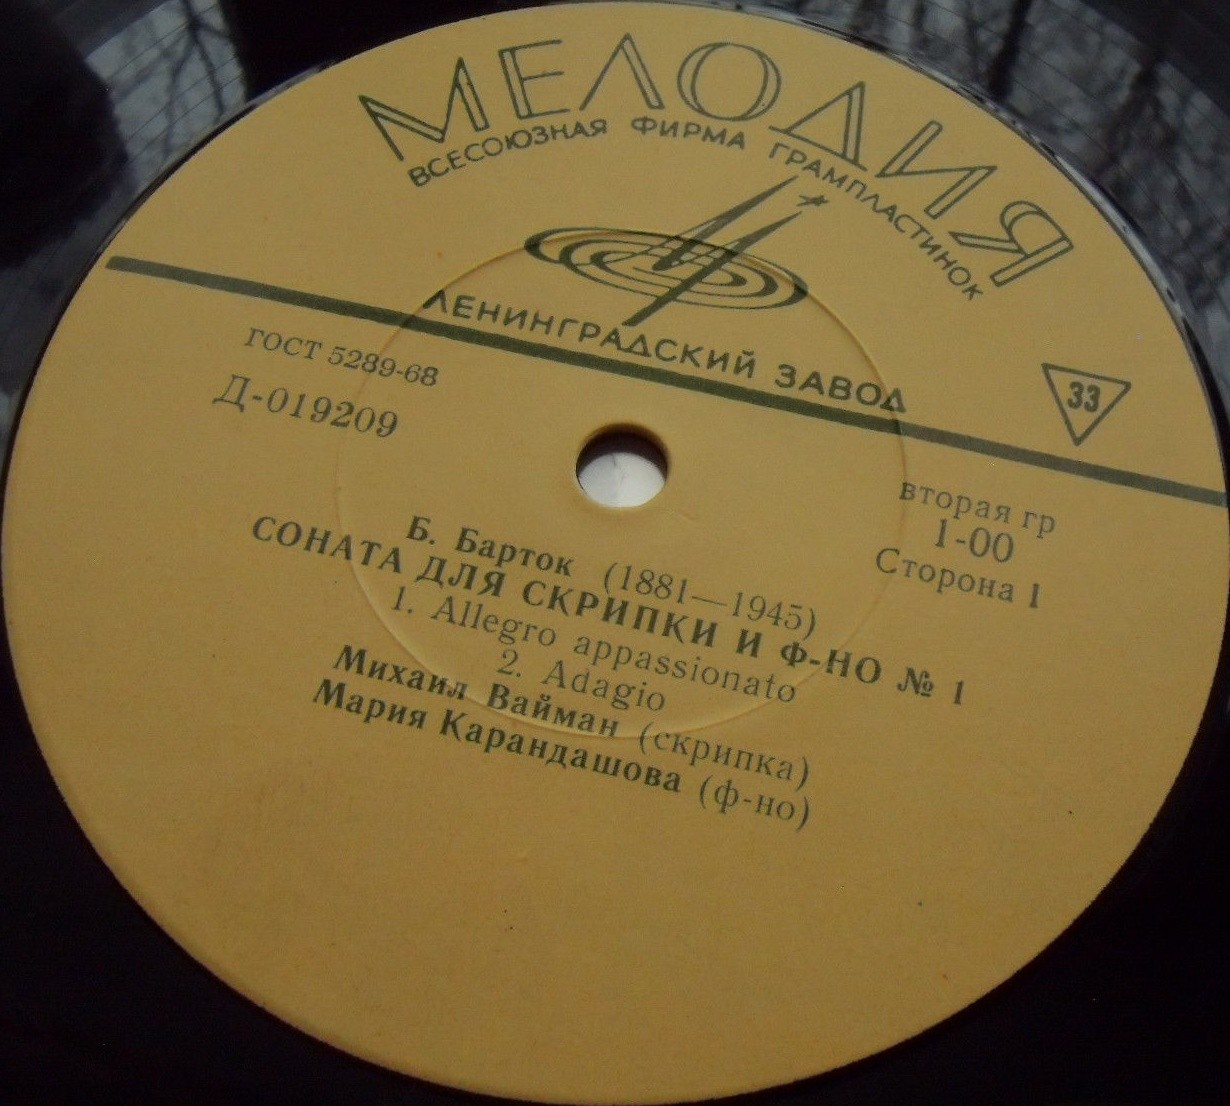 МЕЛОДИЯ
ВСЕСОЮЗНАЯ ФИРМА ГРАМПЛАСТИНОК
ЛЕНИНГРАДСКИЙ ЗАВОД
33
ГОСТ 5289-68
Д-019209
вторая гр
1-00
Сторона 1
Б. Барток (1881—1945)
СОНАТА ДЛЯ СКРИПКИ И Ф-НО № 1
1. Allegro appassionato
2. Adagio
Михаил Вайман (скрипка)
Мария Карандашова (ф-но)